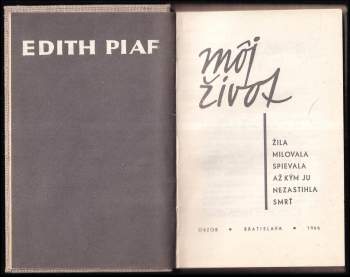 EDITH PIAF
môj
život
ŽILA
MILOVALA
SPIEVALA
AŽ KÝM JU
NEZASTIHLA
SMRŤ
OBZOR • BRATISLAVA • 1966